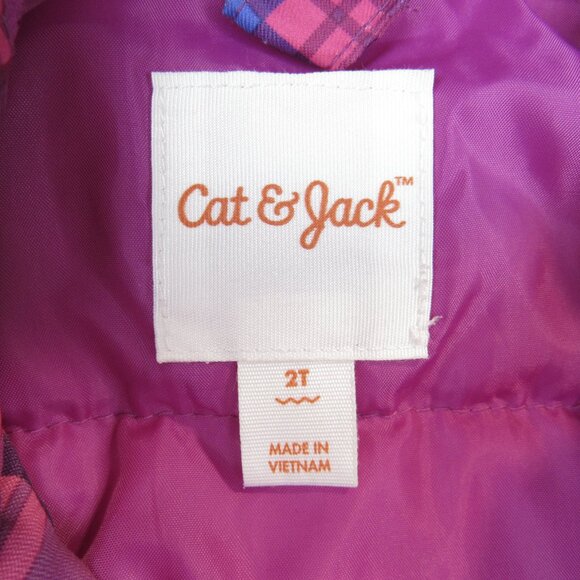 Cat & Jack™
2T
MADE IN
VIETNAM